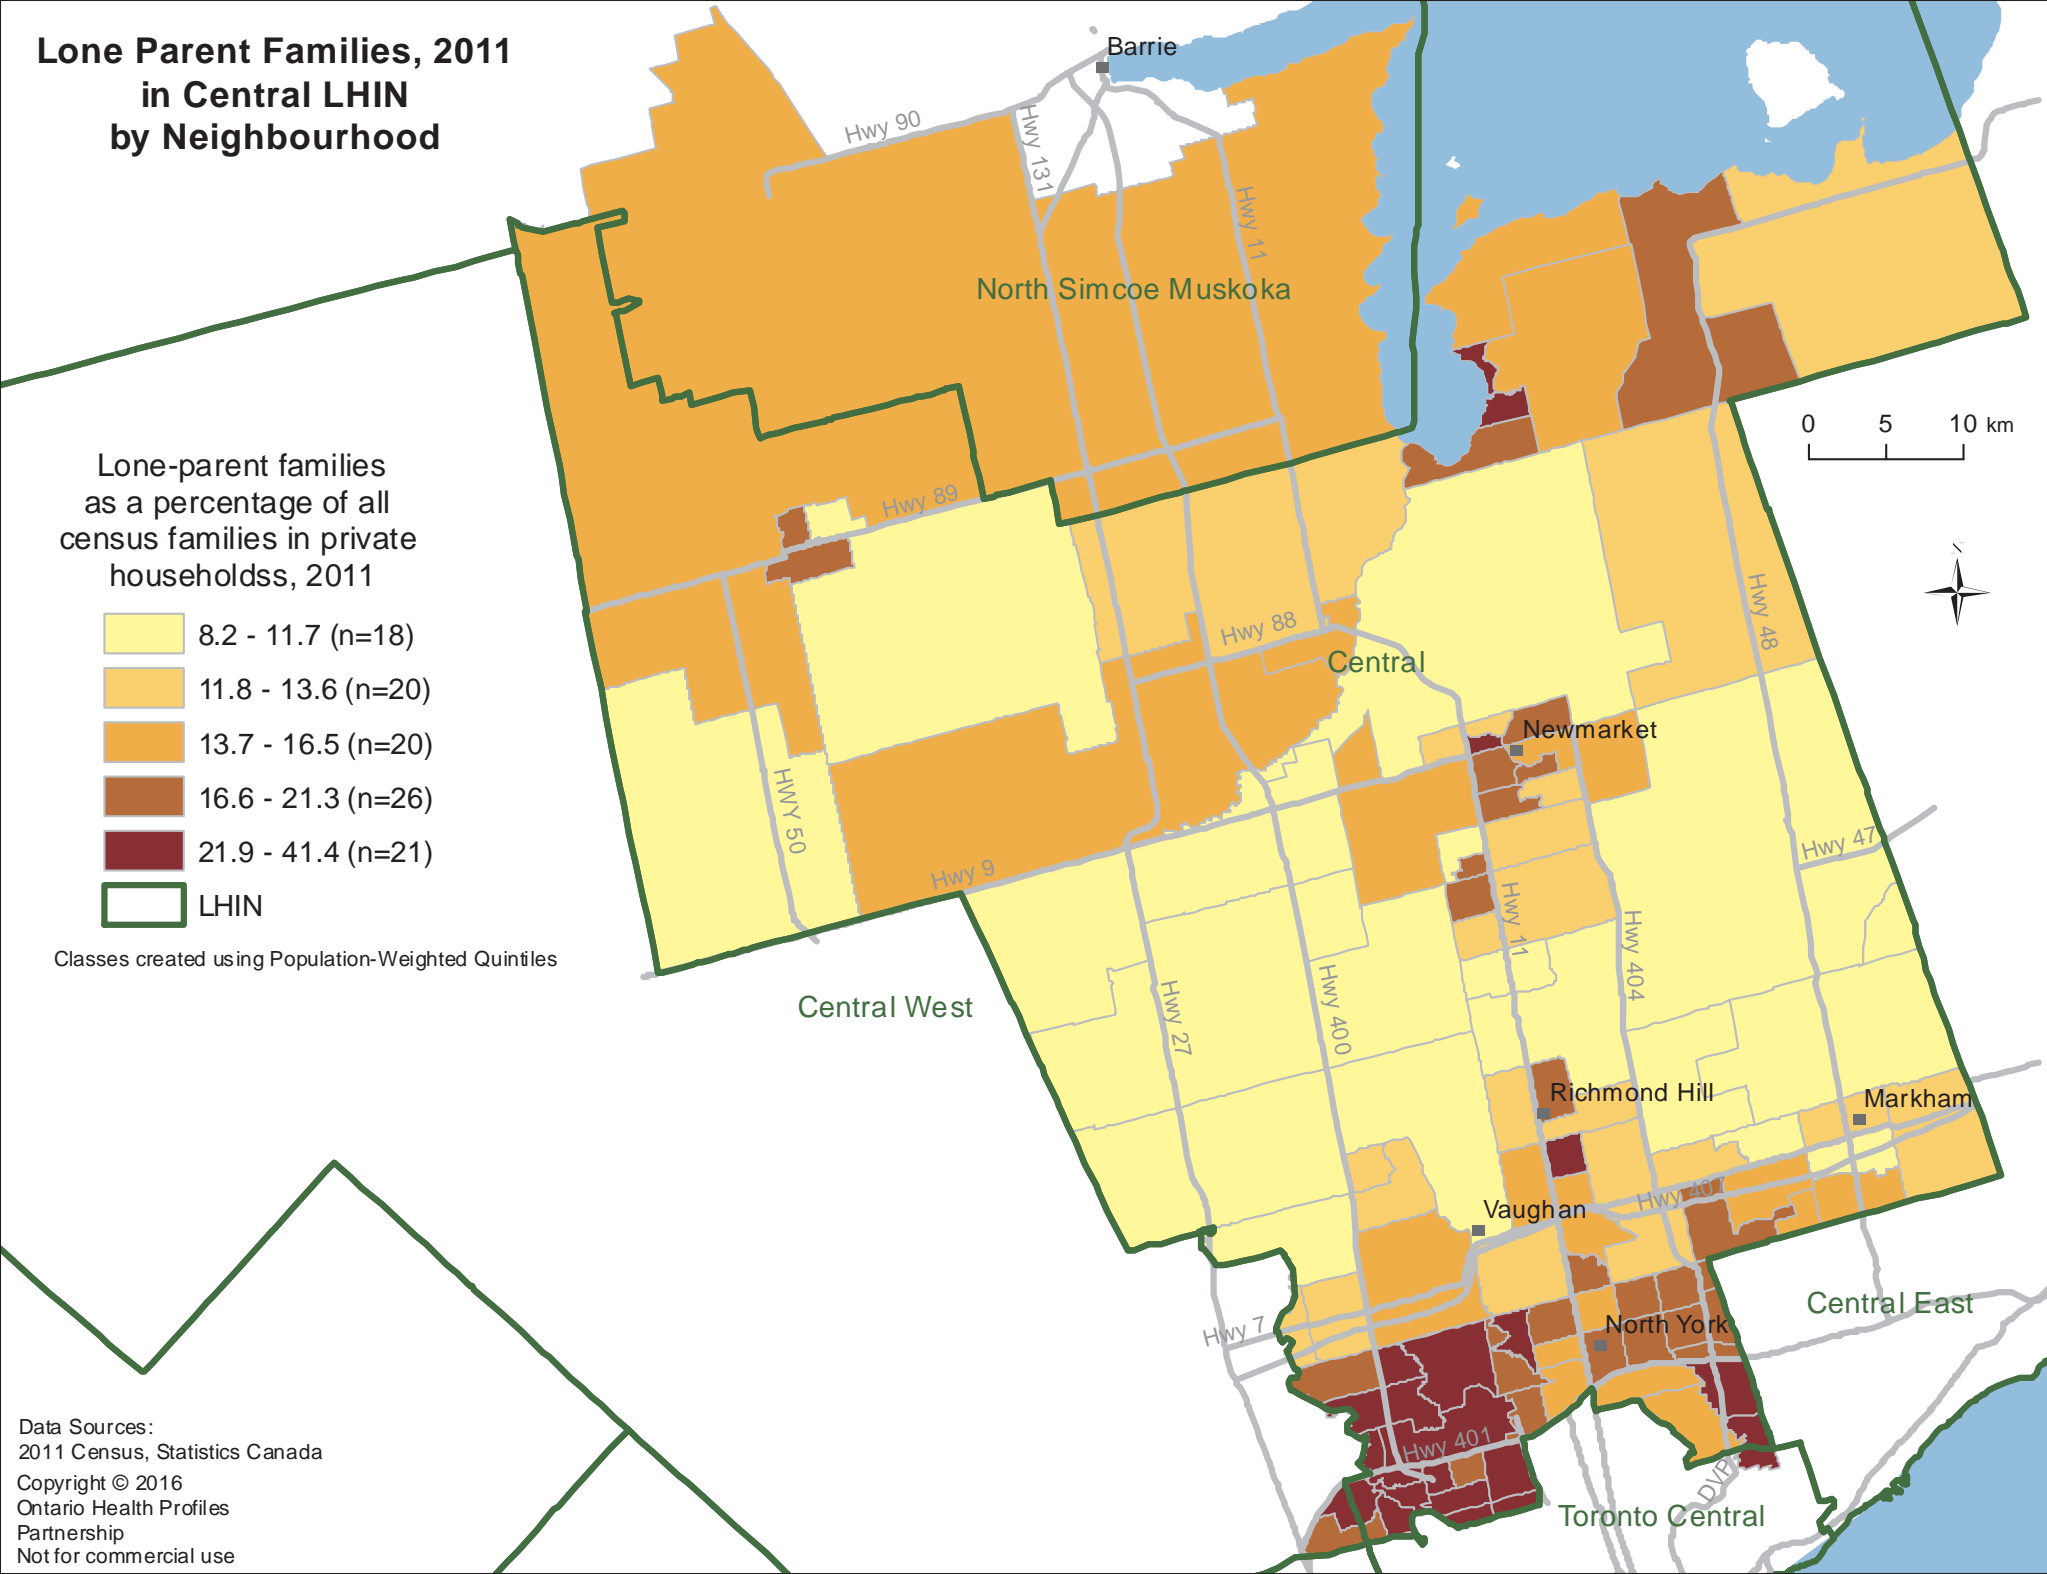 Lone Parent Families, 2011
in Central LHIN
by Neighbourhood
Barrie
Hwy 90
Hwy 131
Hwy 11
North Simcoe Muskoka
0 5 10 km
N
Lone-parent families
as a percentage of all
census families in private
householdss, 2011
8.2 - 11.7 (n=18)
11.8 - 13.6 (n=20)
13.7 - 16.5 (n=20)
16.6 - 21.3 (n=26)
21.9 - 41.4 (n=21)
LHIN
Classes created using Population-Weighted Quintiles
Hwy 89
Hwy 88
Hwy 48
Central
Newmarket
HWY 50
Hwy 9
Hwy 47
Hwy 11
Hwy 404
Hwy 400
Hwy 27
Central West
Richmond Hill
Markham
Hwy 407
Vaughan
Central East
Hwy 7
North York
Hwy 401
DVP
Toronto Central
Data Sources:
2011 Census, Statistics Canada
Copyright © 2016
Ontario Health Profiles
Partnership
Not for commercial use